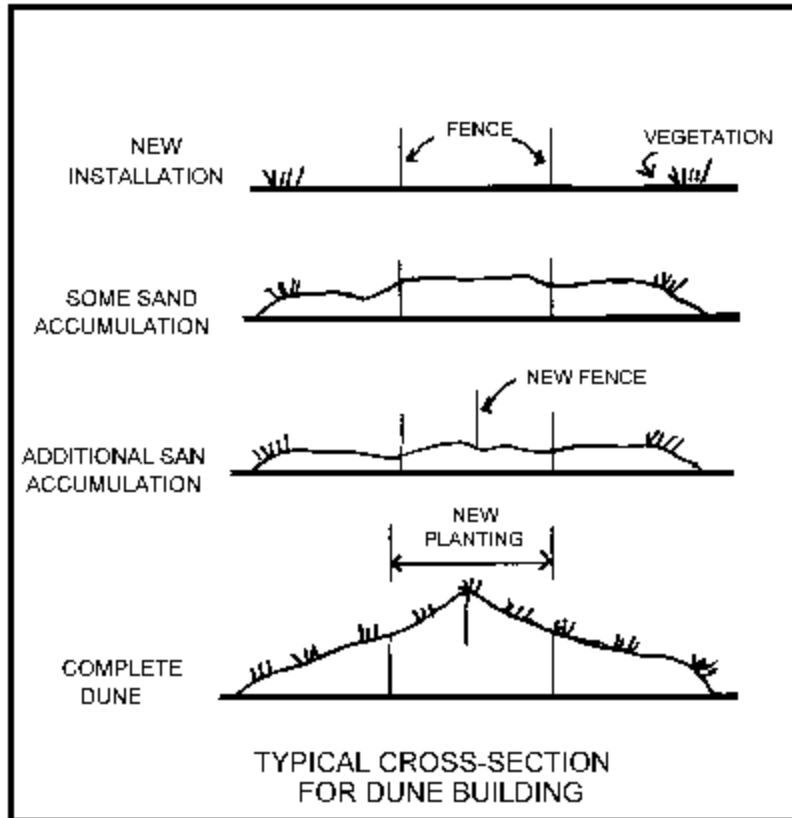 NEW
INSTALLATION
FENCE
VEGETATION
SOME SAND
ACCUMULATION
NEW FENCE
ADDITIONAL SAN
ACCUMULATION
NEW
PLANTING
COMPLETE
DUNE
TYPICAL CROSS-SECTION
FOR DUNE BUILDING